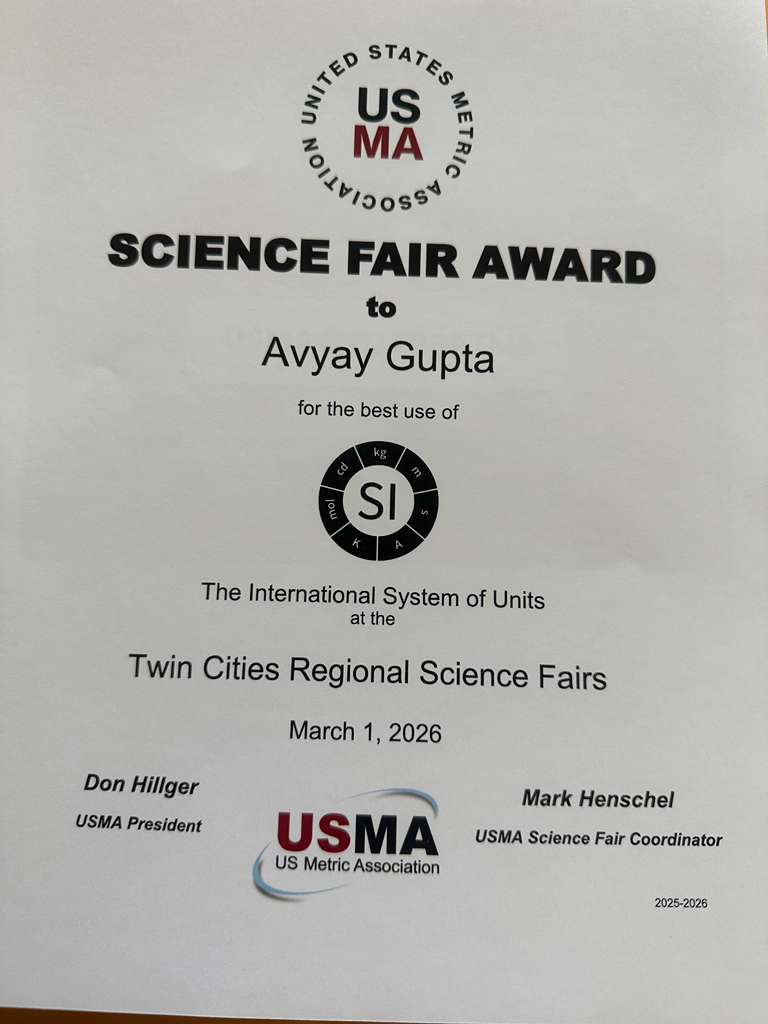 UNITED STATES METRIC ASSOCIATION
US
MA
SCIENCE FAIR AWARD
to
Avyay Gupta
for the best use of
kg
m
s
A
K
mol
cd
SI
The International System of Units
at the
Twin Cities Regional Science Fairs
March 1, 2026
Don Hillger
USMA President
USMA
US Metric Association
Mark Henschel
USMA Science Fair Coordinator
2025-2026